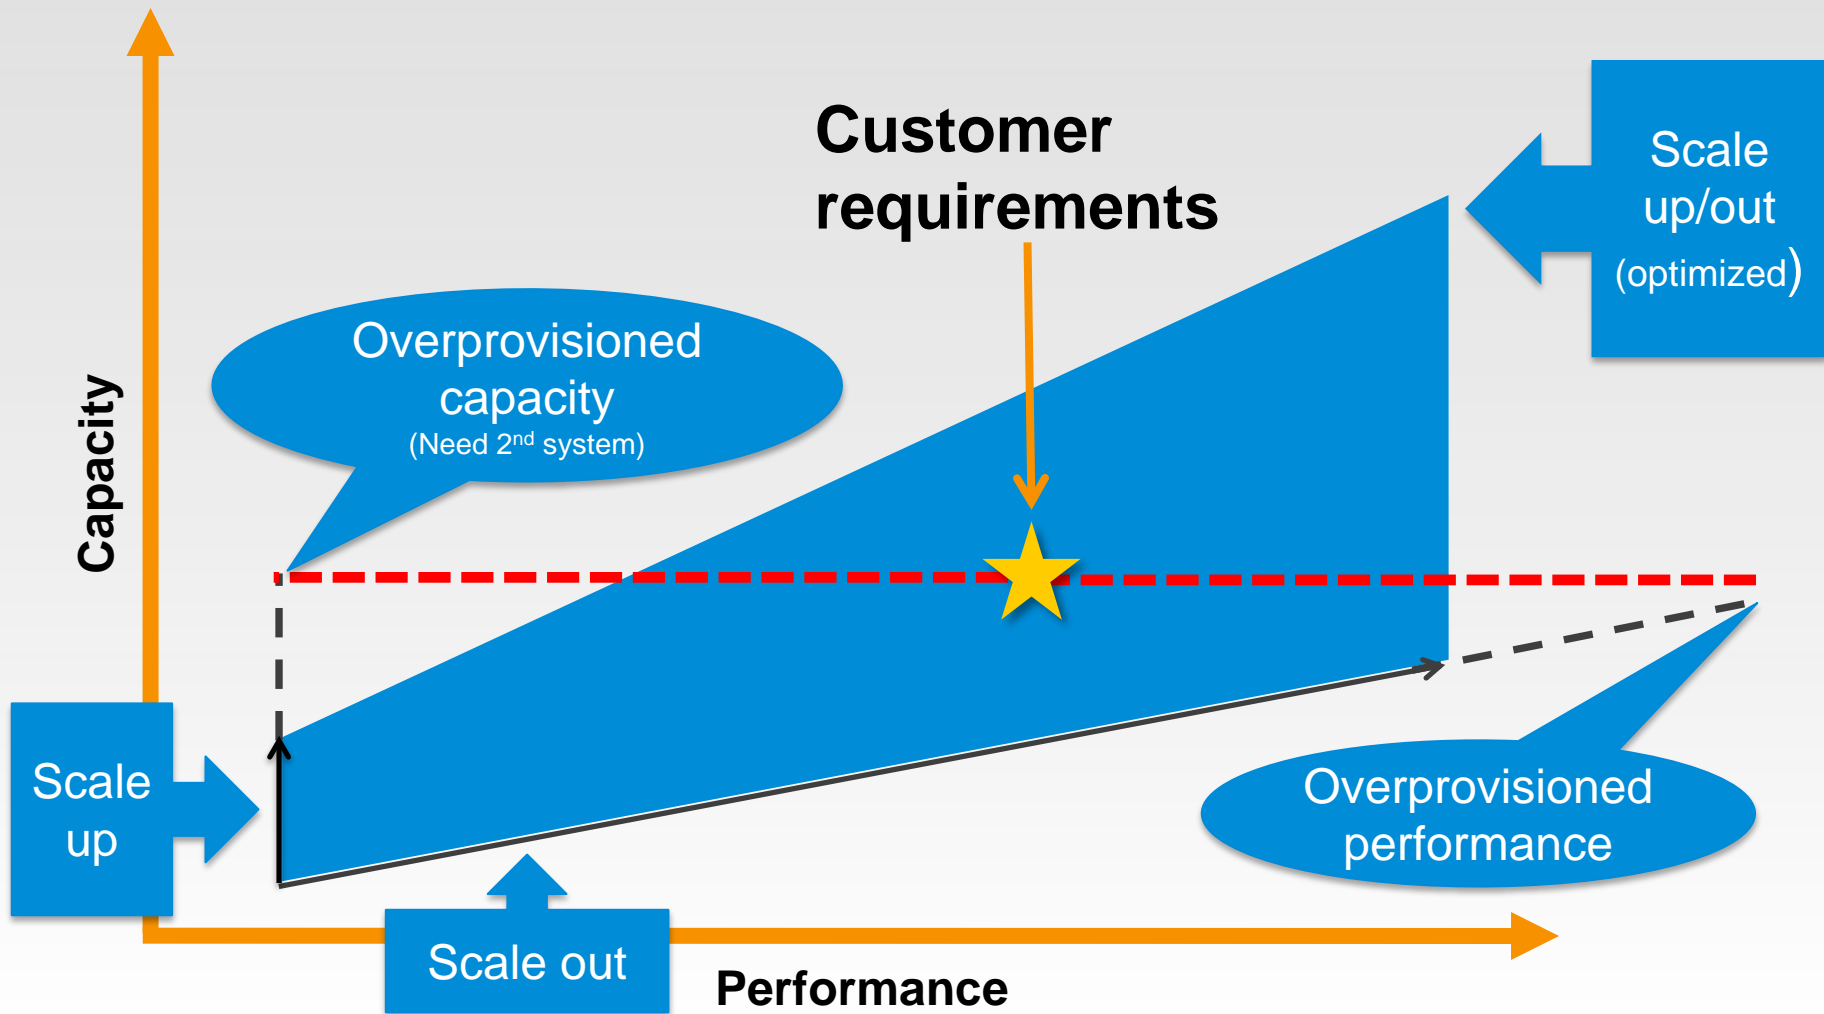 Customer
requirements
Scale
up/out
(optimized)
Overprovisioned
capacity
(Need 2nd system)
Capacity
Scale
up
Overprovisioned
performance
Scale out
Performance